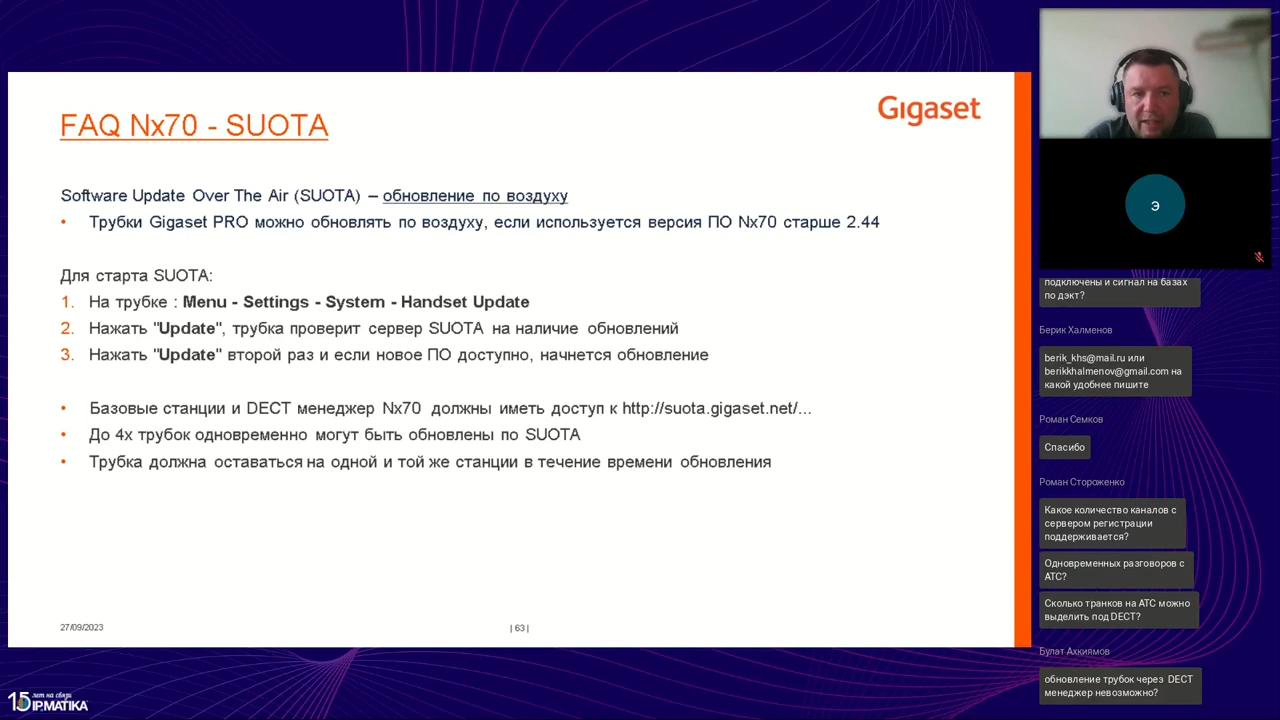 FAQ Nx70 - SUOTA
Gigaset
Software Update Over The Air (SUOTA) – обновление по воздуху
• Трубки Gigaset PRO можно обновлять по воздуху, если используется версия ПО Nx70 старше 2.44
Для старта SUOTA:
1. На трубке : Menu - Settings - System - Handset Update
2. Нажать "Update", трубка проверит сервер SUOTA на наличие обновлений
3. Нажать "Update" второй раз и если новое ПО доступно, начнется обновление
• Базовые станции и DECT менеджер Nx70 должны иметь доступ к http://suota.gigaset.net/...
• До 4х трубок одновременно могут быть обновлены по SUOTA
• Трубка должна оставаться на одной и той же станции в течение времени обновления
27/09/2023
| 63 |
15 лет на связи
IPMATIKA
Э
подключены и сигнал на базах
по дэкт?
Берик Халменов
berik_khs@mail.ru или
berikkhalmenov@gmail.com на
какой удобнее пишите
Роман Семков
Спасибо
Роман Стороженко
Какое количество каналов с
сервером регистрации
поддерживается?
Одновременных разговоров с
АТС?
Сколько транков на АТС можно
выделить под DECT?
Булат Ахкиямов
обновление трубок через DECT
менеджер невозможно?